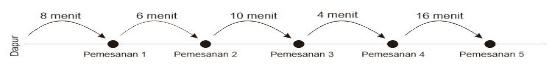 8 menit 6 menit 10 menit 4 menit 16 menit
Dapur
Pemesanan 1 Pemesanan 2 Pemesanan 3 Pemesanan 4 Pemesanan 5